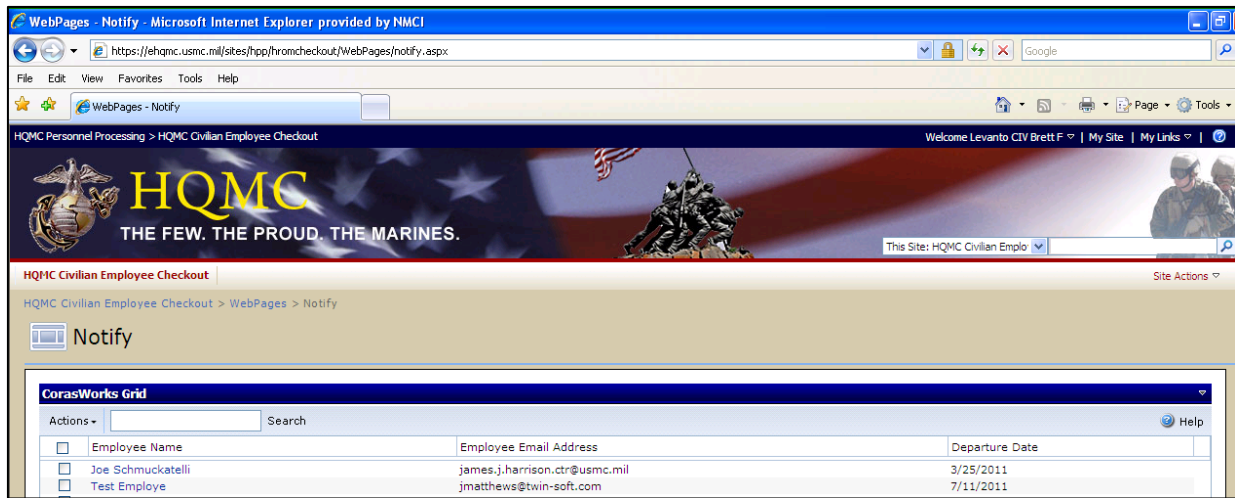 WebPages - Notify - Microsoft Internet Explorer provided by NMCI
https://ehqmc.usmc.mil/sites/hpp/hromcheckout/WebPages/notify.aspx
Google
File Edit View Favorites Tools Help
WebPages - Notify
Page Tools
HQMC Personnel Processing > HQMC Civilian Employee Checkout
Welcome Levanto CIV Brett F | My Site | My Links |
HQMC
THE FEW. THE PROUD. THE MARINES.
This Site: HQMC Civilian Emplo
HQMC Civilian Employee Checkout
Site Actions
HQMC Civilian Employee Checkout > WebPages > Notify
Notify
CorasWorks Grid
Actions Search Help
Employee Name Employee Email Address Departure Date
Joe Schmuckatelli james.j.harrison.ctr@usmc.mil 3/25/2011
Test Employe jmatthews@twin-soft.com 7/11/2011